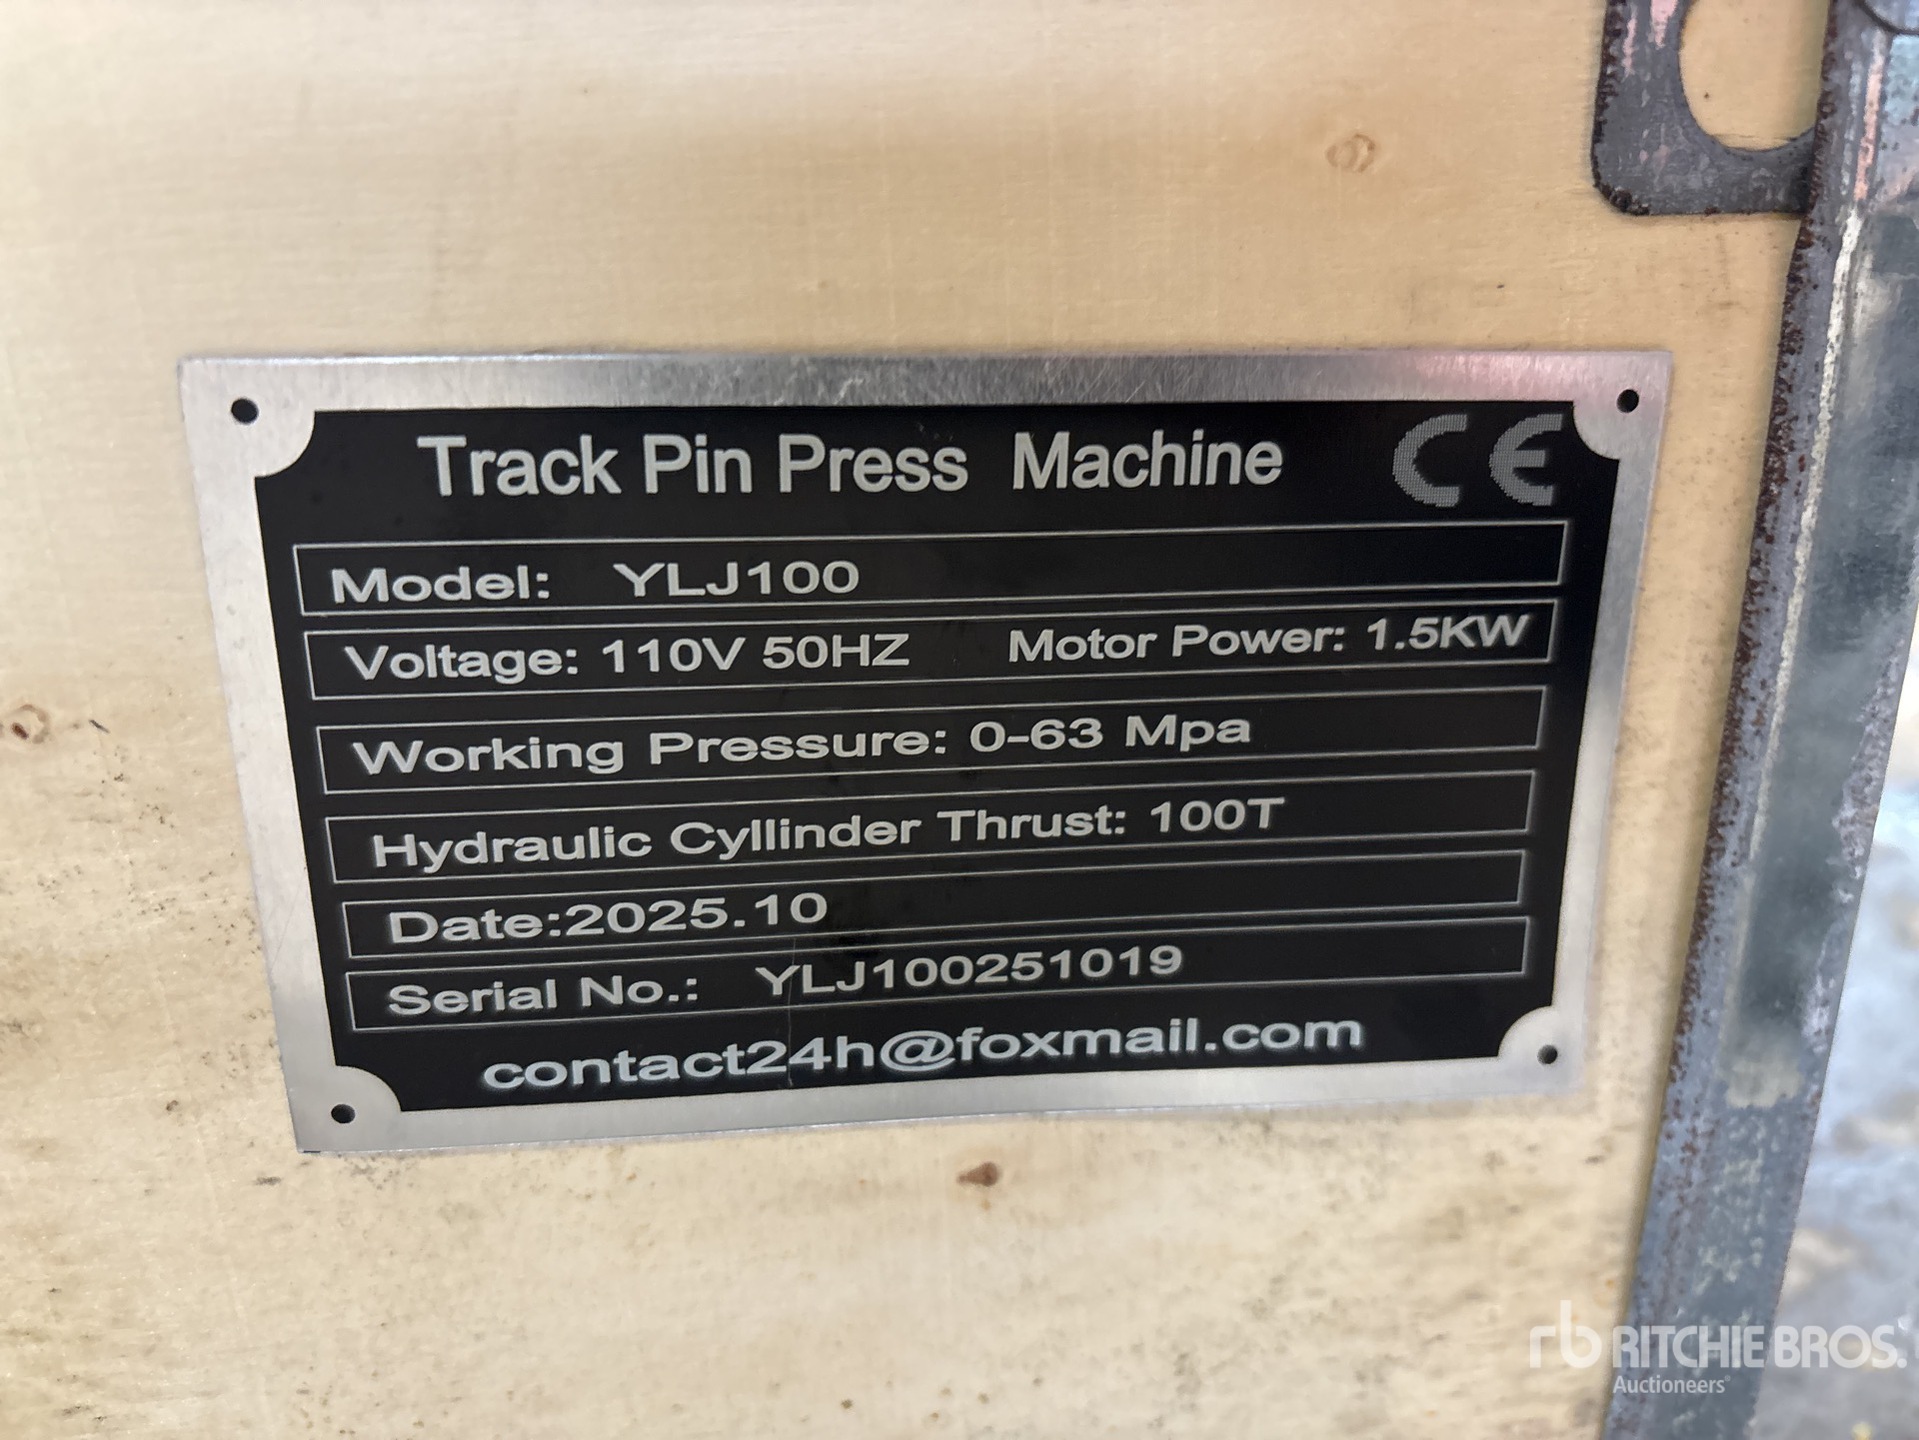 Track Pin Press Machine CE
Model: YLJ100
Voltage: 110V 50HZ Motor Power: 1.5KW
Working Pressure: 0-63 Mpa
Hydraulic Cyllinder Thrust: 100T
Date:2025.10
Serial No.: YLJ100251019
contact24h@foxmail.com
rb RITCHIE BROS.
Auctioneers